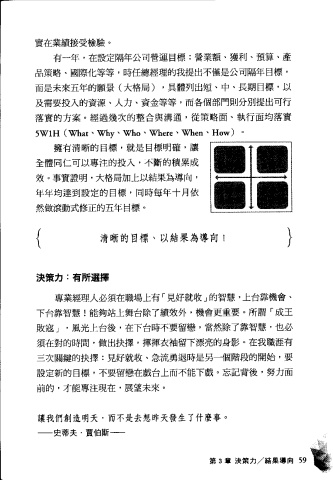 實在業績接受檢驗。
有一年，在設定隔年公司營運目標：營業額、獲利、預算、產
品策略、國際化等等，時任總經理的我提出不僅是公司隔年目標，
而是未來五年的願景（大格局），具體列出短、中、長期目標，以
及需要投入的資源、人力、資金等等，而各個部門則分別提出可行
落實的方案。經過幾次的整合與溝通，從策略面、執行面均落實
5W1H（What、Why、Who、Where、When、How）。
擁有清晰的目標，就是目標明確，讓
全體同仁可以專注的投入，不斷的積累成
效。事實證明，大格局加上以結果為導向，
年年均達到設定的目標，同時每年十月依
然做滾動式修正的五年目標。
{ 清晰的目標、以結果為導向！ }
決策力：有所選擇
專業經理人必須在職場上有「見好就收」的智慧，上台靠機會、
下台靠智慧！能夠站上舞台除了績效外，機會更重要。所謂「成王
敗寇」，風光上台後，在下台時不要留戀，當然除了靠智慧，也必
須在對的時間，做出抉擇，揮揮衣袖留下漂亮的身影。在我職涯有
三次關鍵的抉擇：見好就收、急流勇退時是另一個階段的開始，要
設定新的目標，不要留戀在戲台上而不能下戲。忘記背後，努力面
前的，才能專注現在，展望未來。
讓我們創造明天，而不是去想昨天發生了什麼事。
——史蒂夫・賈伯斯——
第 3 章 決策力／結果導向 59